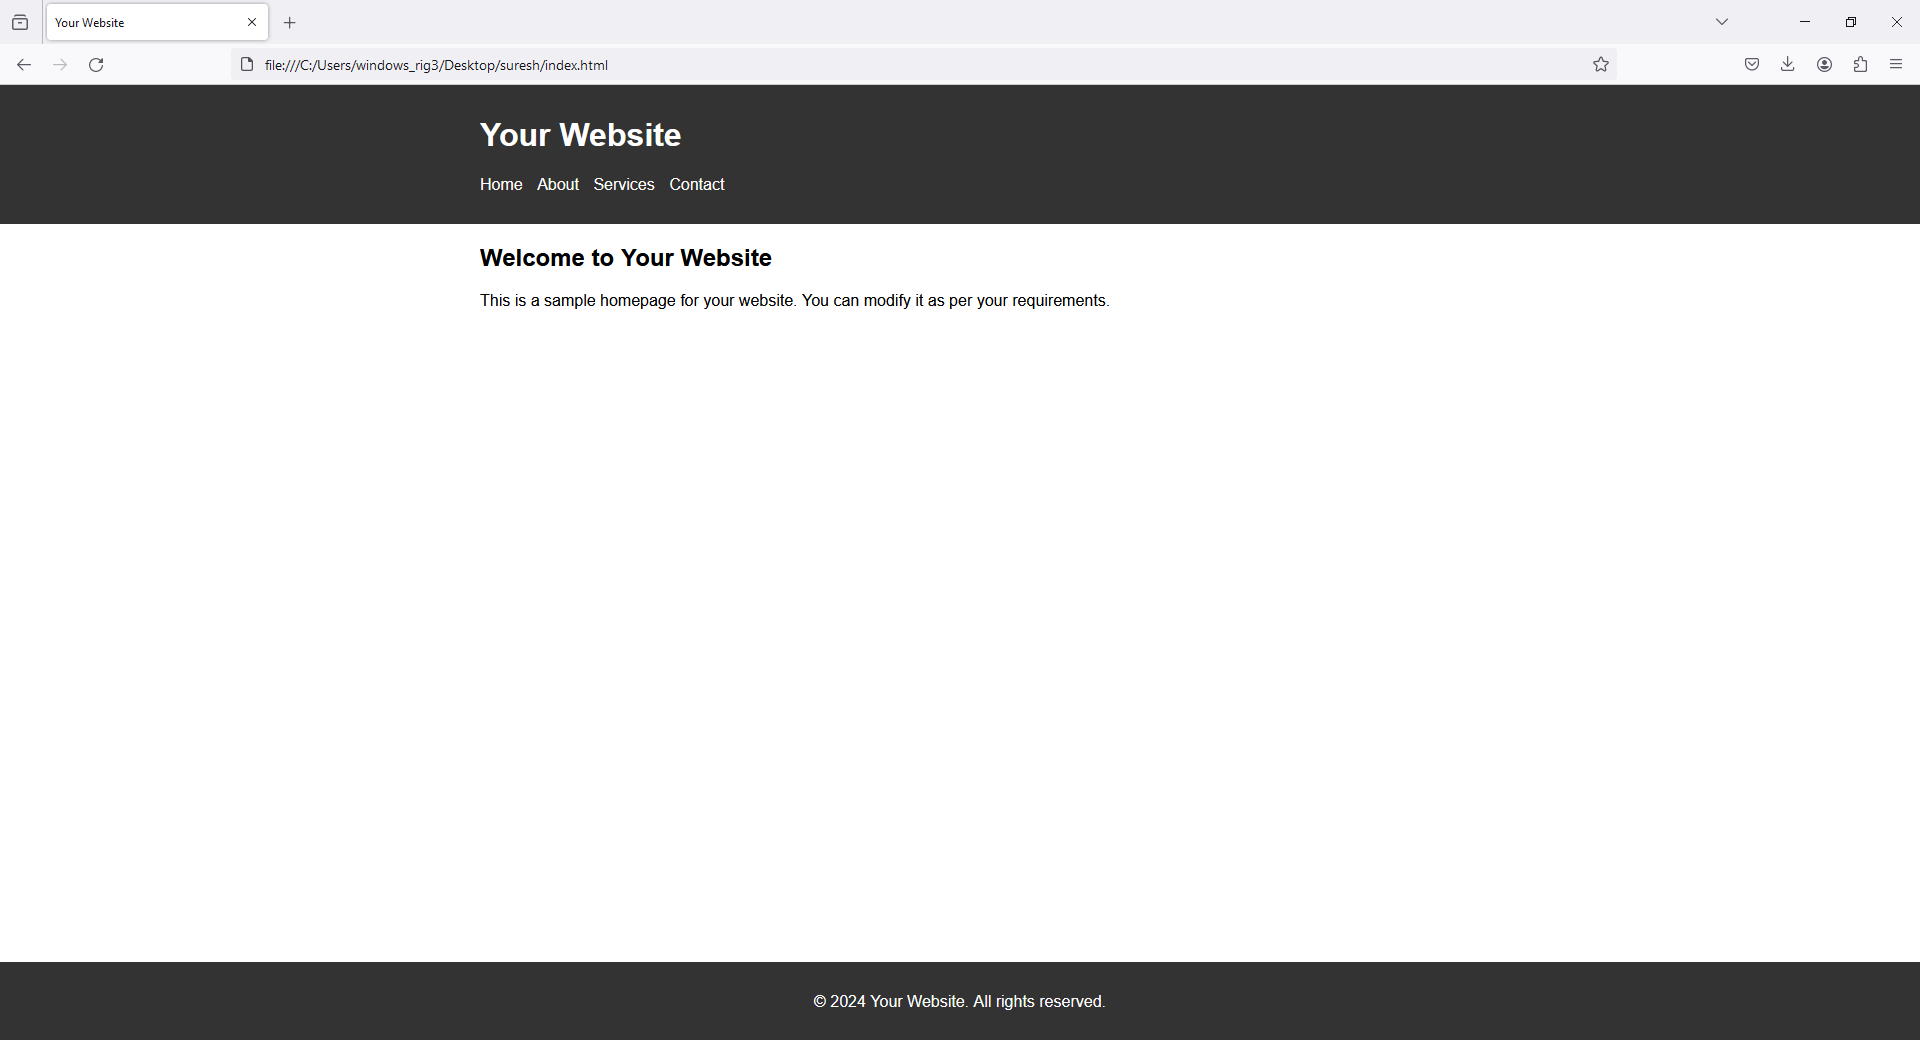 Your Website
file:///C:/Users/windows_rig3/Desktop/suresh/index.html
Your Website
Home About Services Contact
Welcome to Your Website
This is a sample homepage for your website. You can modify it as per your requirements.
© 2024 Your Website. All rights reserved.